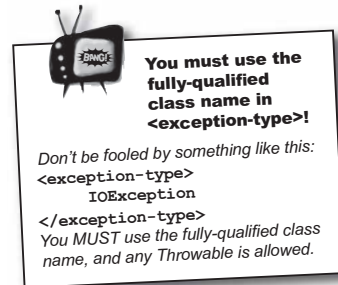 BANG!
You must use the
fully-qualified
class name in
<exception-type>!
Don't be fooled by something like this:
<exception-type>
IOException
</exception-type>
You MUST use the fully-qualified class
name, and any Throwable is allowed.